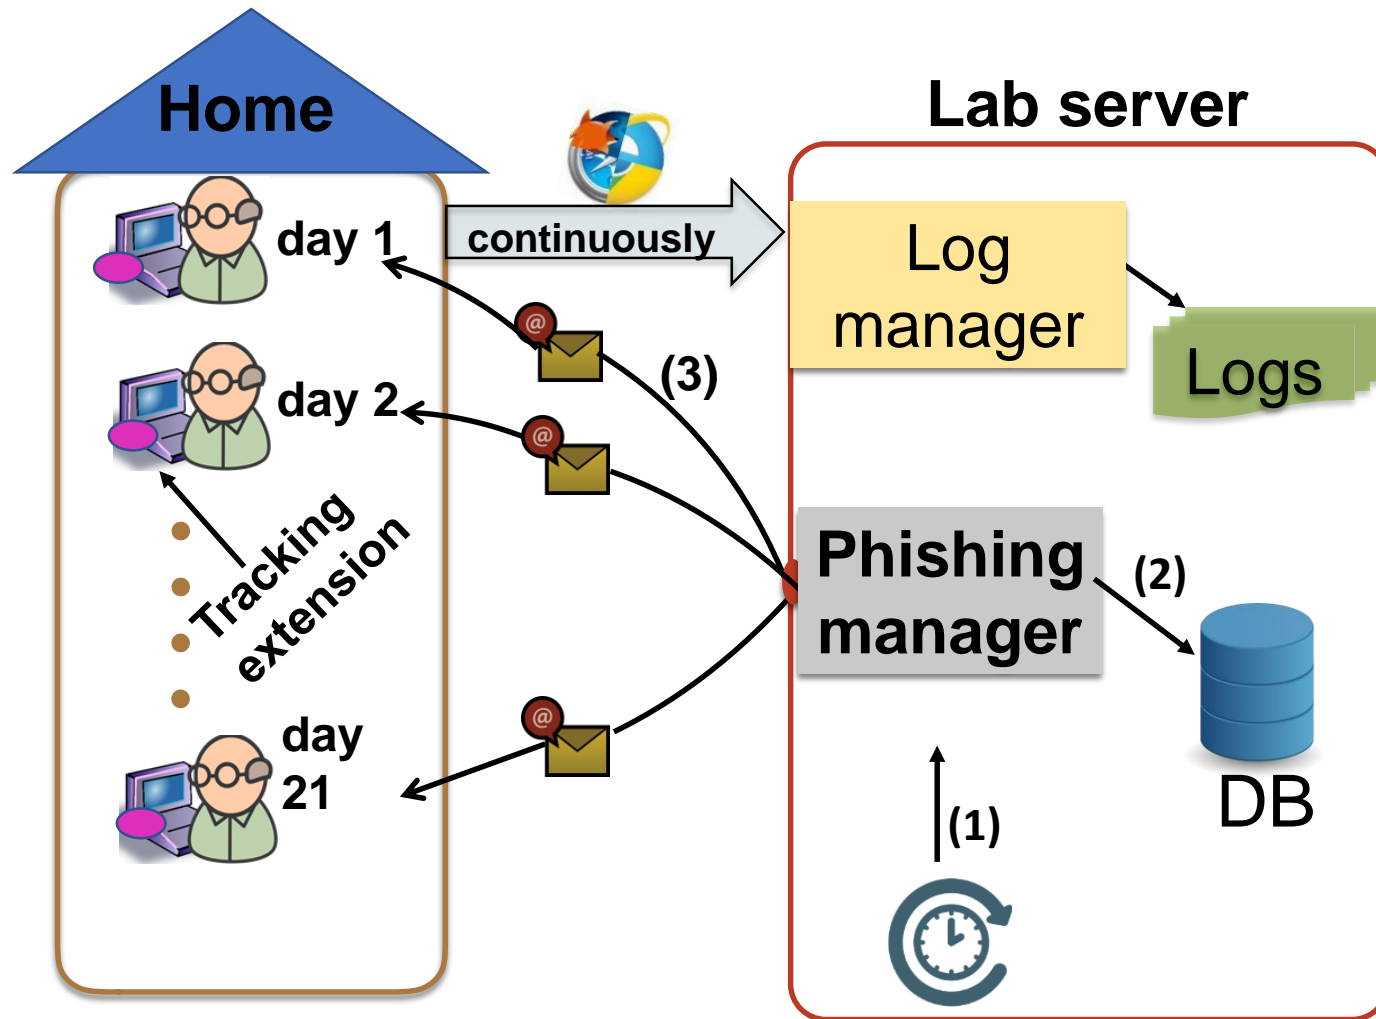 Home
Lab server
day 1
continuously
Log
manager
Logs
@
(3)
day 2
@
Tracking
extension
Phishing
manager
(2)
@
day
21
DB
(1)